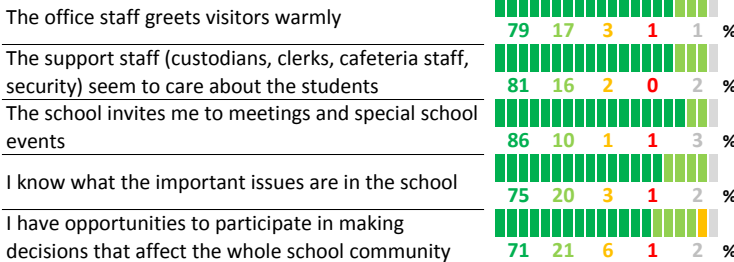 The office staff greets visitors warmly
79 17 3 1 1 %
The support staff (custodians, clerks, cafeteria staff,
security) seem to care about the students
81 16 2 0 2 %
The school invites me to meetings and special school
events
86 10 1 1 3 %
I know what the important issues are in the school
75 20 3 1 2 %
I have opportunities to participate in making
decisions that affect the whole school community
71 21 6 1 2 %